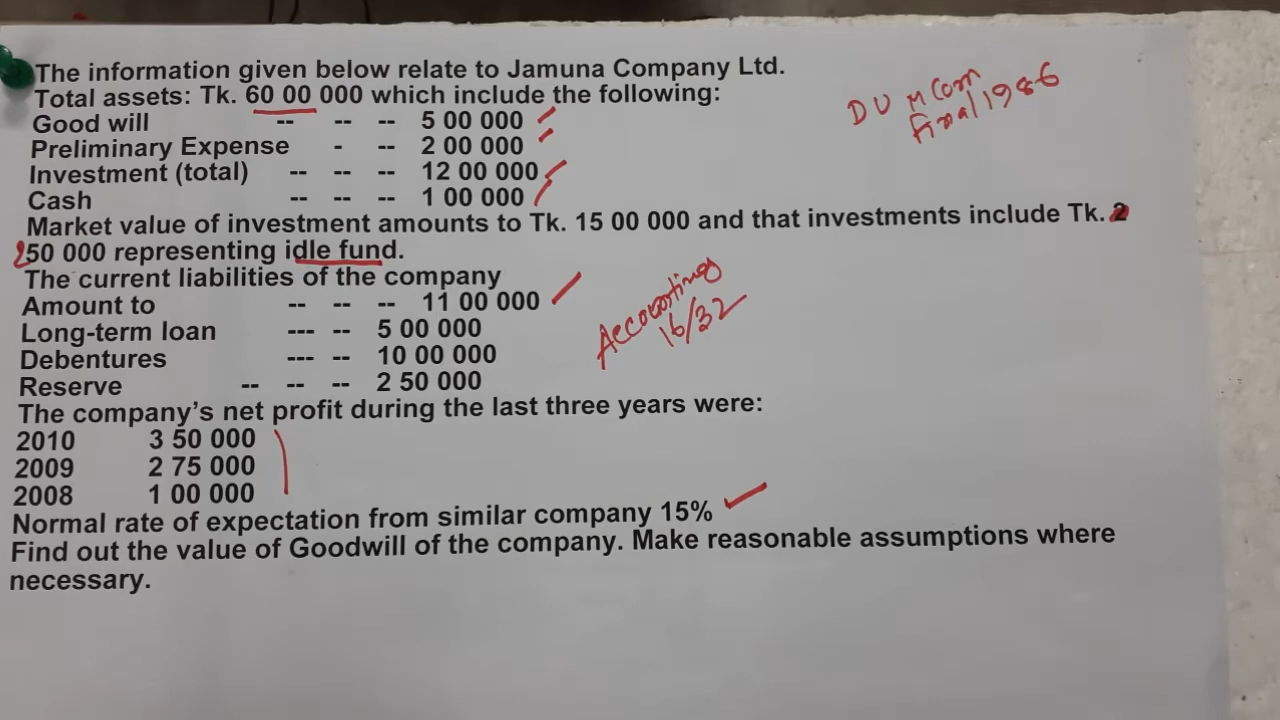 The information given below relate to Jamuna Company Ltd.
Total assets: Tk. 60 00 000 which include the following:
Good will -- -- -- 5 00 000
Preliminary Expense - -- 2 00 000
Investment (total) -- -- -- 12 00 000
Cash -- -- -- 1 00 000
Market value of investment amounts to Tk. 15 00 000 and that investments include Tk. 2
250 000 representing idle fund.
The current liabilities of the company
Amount to -- -- -- 11 00 000
Long-term loan --- -- 5 00 000
Debentures --- -- 10 00 000
Reserve -- -- -- 2 50 000
The company's net profit during the last three years were:
2010 3 50 000
2009 2 75 000
2008 1 00 000
Normal rate of expectation from similar company 15%
Find out the value of Goodwill of the company. Make reasonable assumptions where
necessary.
DU M Com
Final 1986
Accounting
16/32